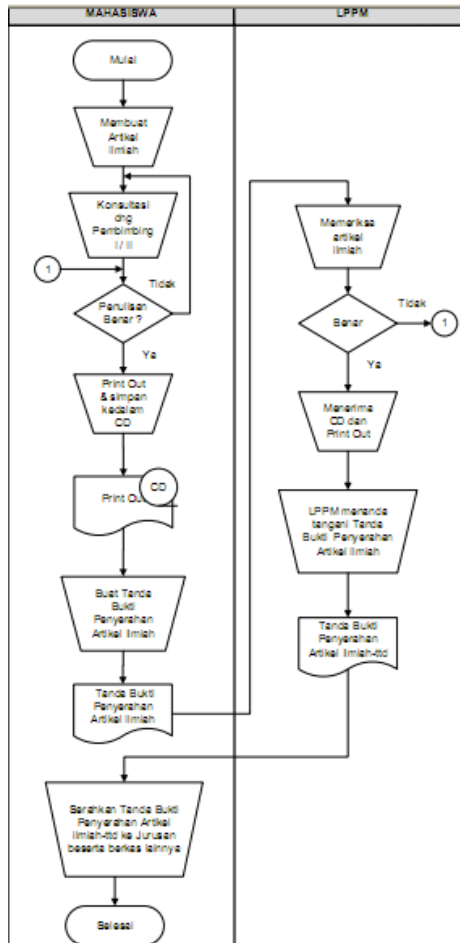 MAHASISWA
LPPM
Mulai
Membuat
Artikel
Ilmiah
Konsultasi
dng
Pembimbing
I / II
1
Tidak
Penulisan
Benar ?
Ya
Print Out
& simpan
kedalam
CD
CD
Print Out
Buat Tanda
Bukti
Penyerahan
Artikel Ilmiah
Tanda Bukti
Penyerahan
Artikel Ilmiah
Serahkan Tanda Bukti
Penyerahan Artikel
Ilmiah-ttd ke Jurusan
beserta berkas lainnya
Selesai
Memeriksa
artikel
ilmiah
Tidak
Benar
1
Ya
Menerima
CD dan
Print Out
LPPM menanda
tangani Tanda
Bukti Penyerahan
Artikel Ilmiah
Tanda Bukti
Penyerahan
Artikel Ilmiah-ttd